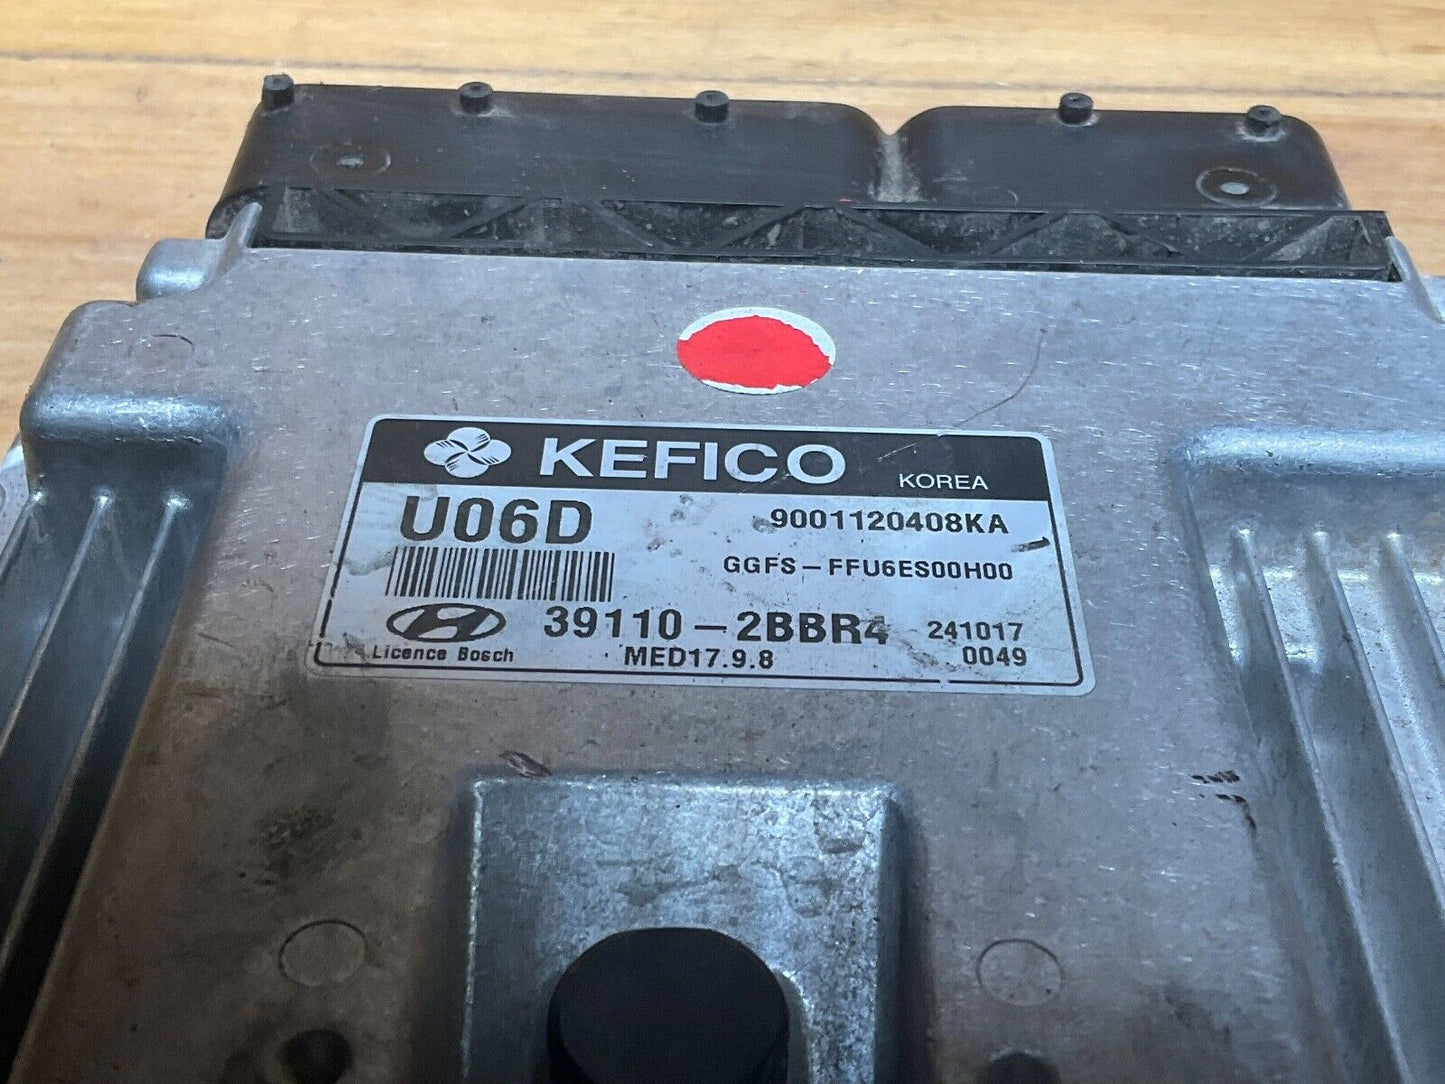 KEFICO KOREA
U06D 9001120408KA
GGFS-FFU6ES00H00
39110-2BBR4 241017
Licence Bosch MED17.9.8 0049